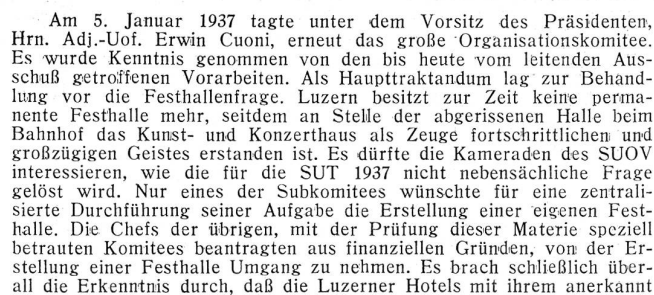 Am 5. Januar 1937 tagte unter dem Vorsitz des Präsidenten,
Hrn. Adj.-Uof. Erwin Cuoni, erneut das große Organisationskomitee.
Es wurde Kenntnis genommen von den bis heute vom leitenden Aus-
schuß getroffenen Vorarbeiten. Als Haupttraktandum lag zur Behand-
lung vor die Festhallenfrage. Luzern besitzt zur Zeit keine perma-
nente Festhalle mehr, seitdem an Stelle der abgerissenen Halle beim
Bahnhof das Kunst- und Konzerthaus als Zeuge fortschrittlichen und
großzügigen Geistes erstanden ist. Es dürfte die Kameraden des SUOV
interessieren, wie die für die SUT 1937 nicht nebensächliche Frage
gelöst wird. Nur eines der Subkomitees wünschte für eine zentrali-
sierte Durchführung seiner Aufgabe die Erstellung einer eigenen Fest-
halle. Die Chefs der übrigen, mit der Prüfung dieser Materie speziell
betrauten Komitees beantragten aus finanziellen Gründen, von der Er-
stellung einer Festhalle Umgang zu nehmen. Es brach schließlich über-
all die Erkenntnis durch, daß die Luzerner Hotels mit ihrem anerkannt